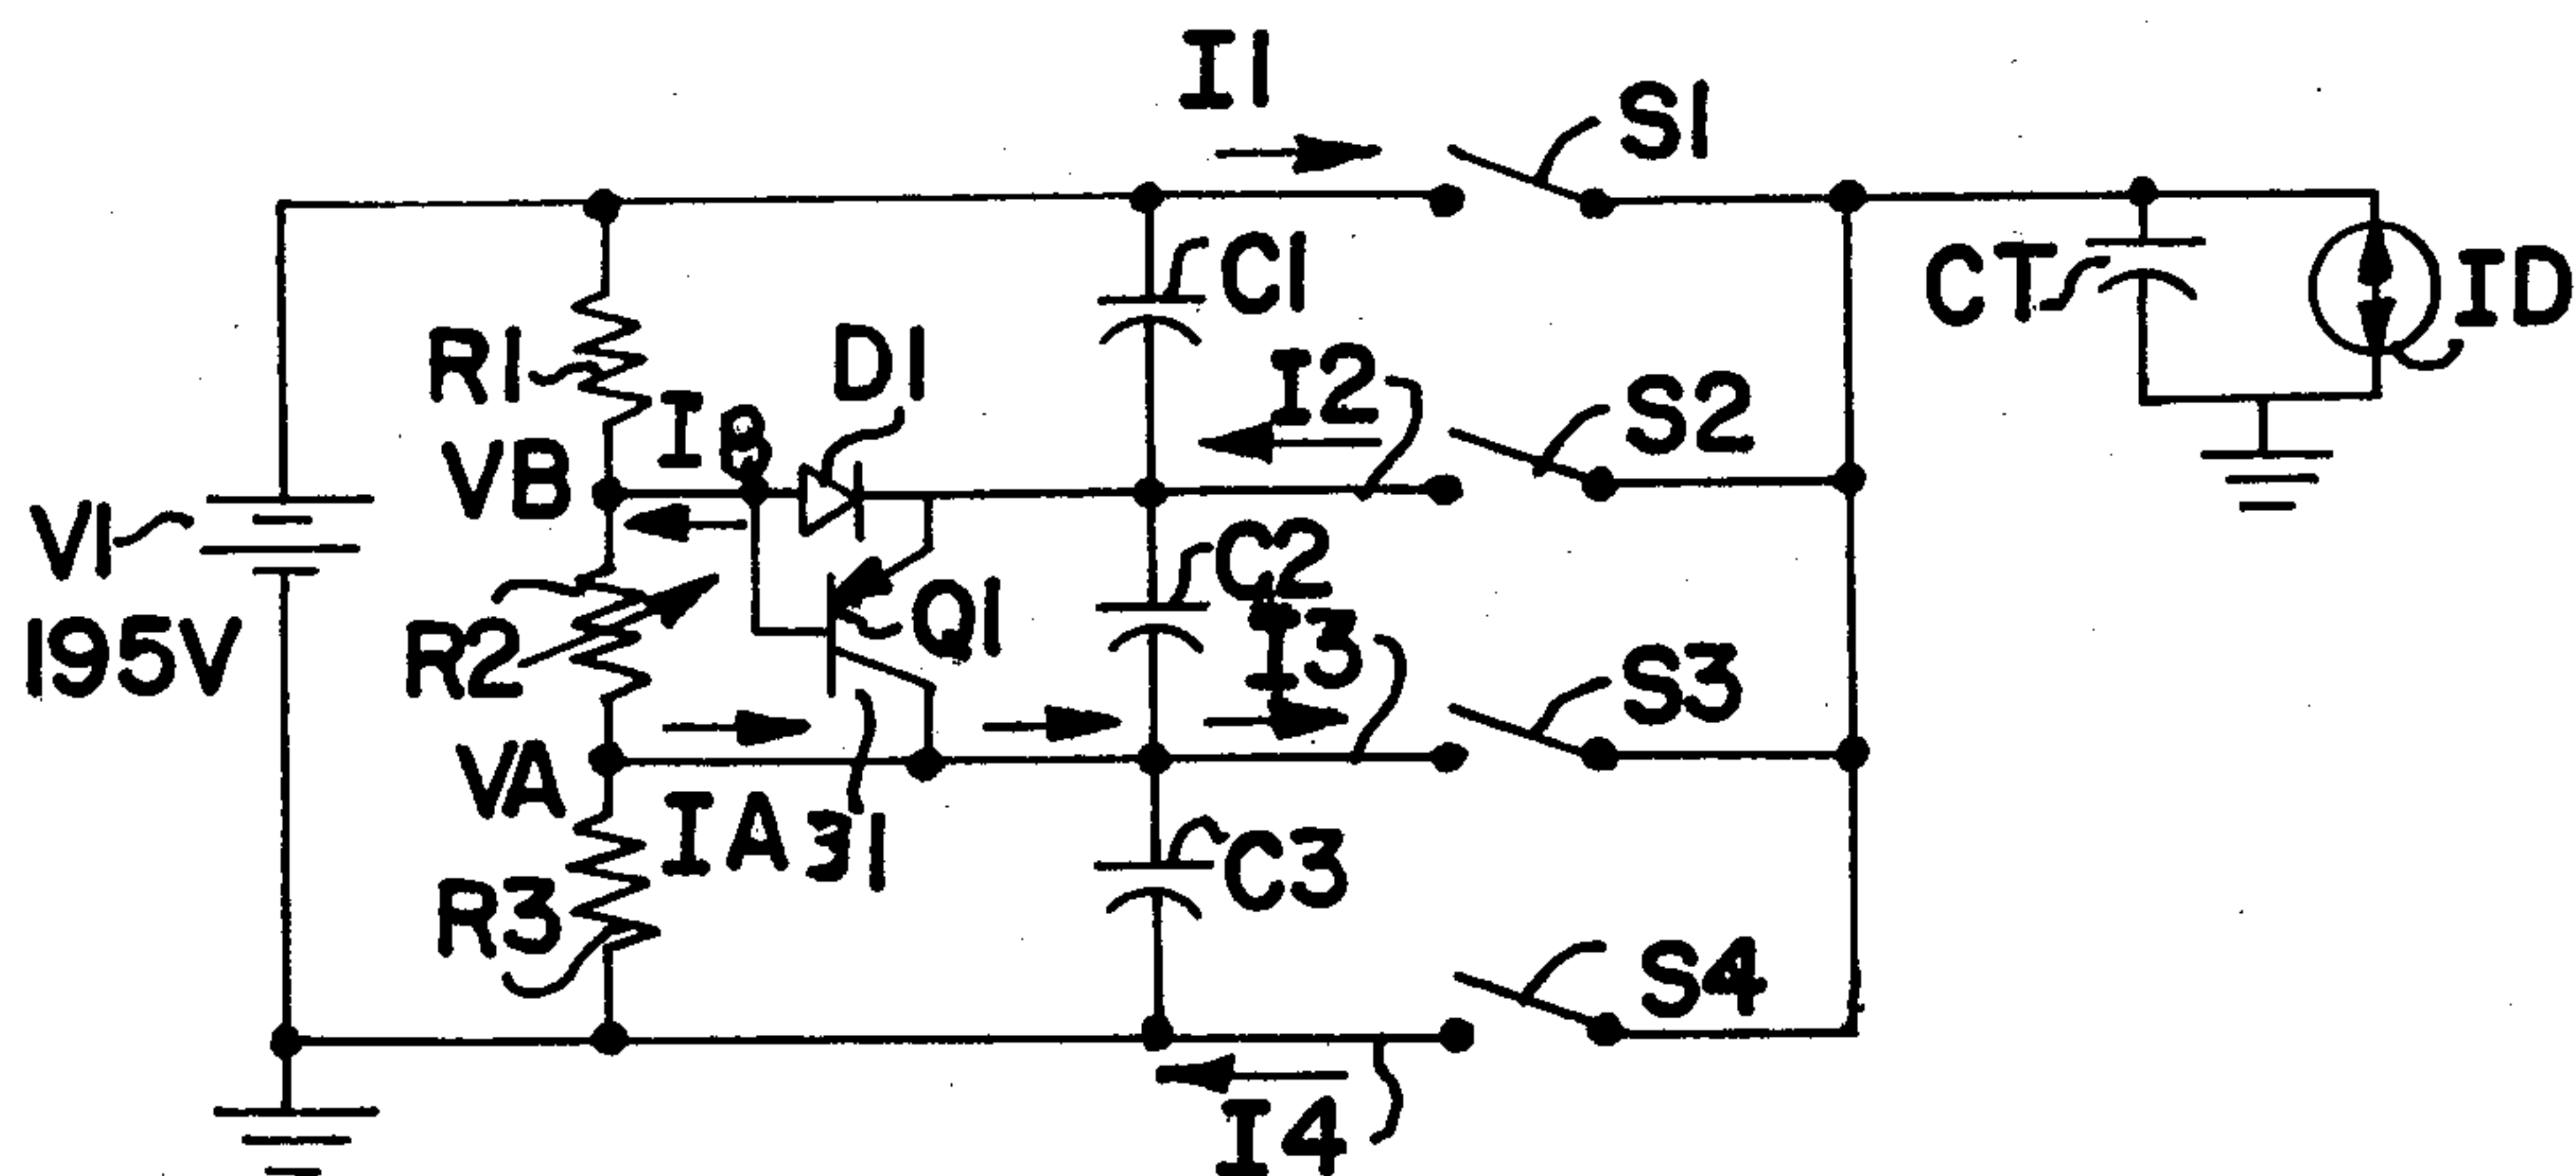 I1
S1
C1
CT
ID
R1
D1
I2
S2
IB
VB
V1
195V
C2
Q1
R2
I3
S3
VA
IA
31
C3
R3
S4
I4